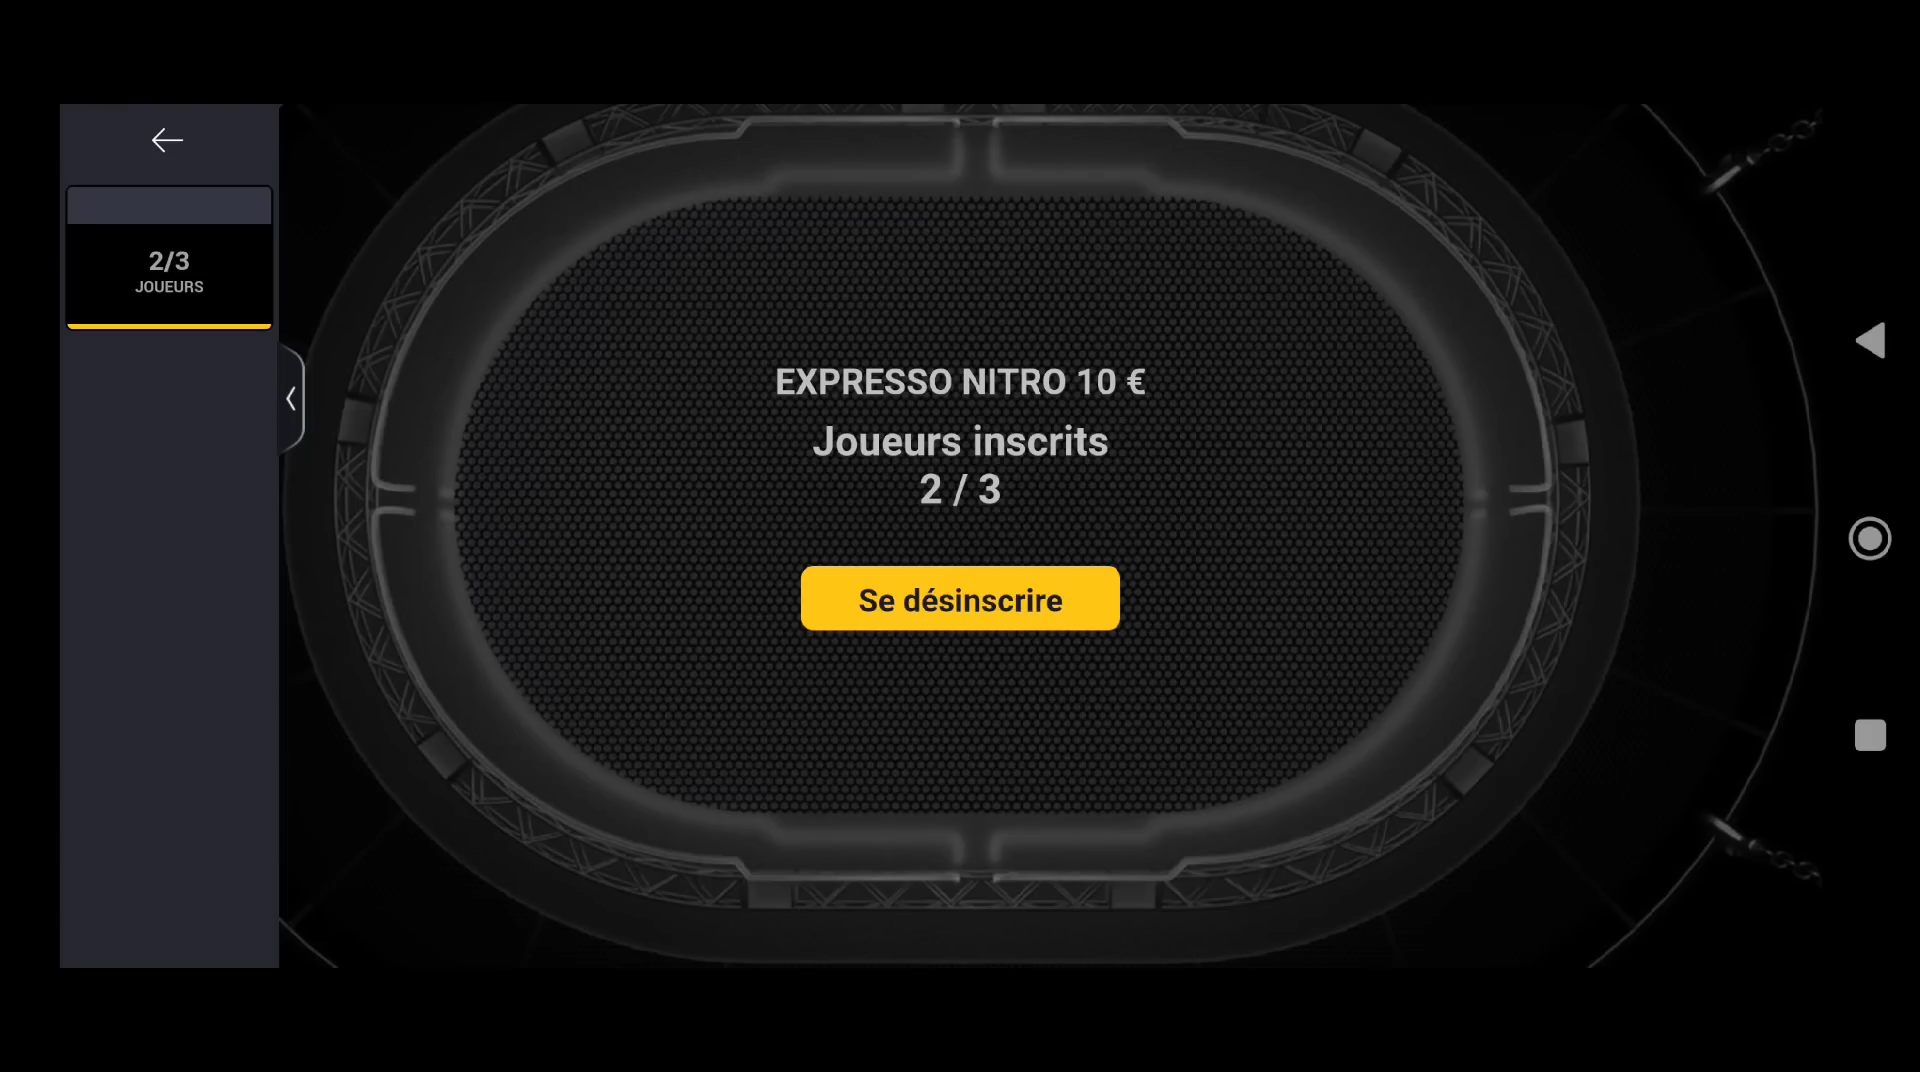 2/3
JOUEURS
EXPRESSO NITRO 10 €
Joueurs inscrits
2 / 3
Se désinscrire